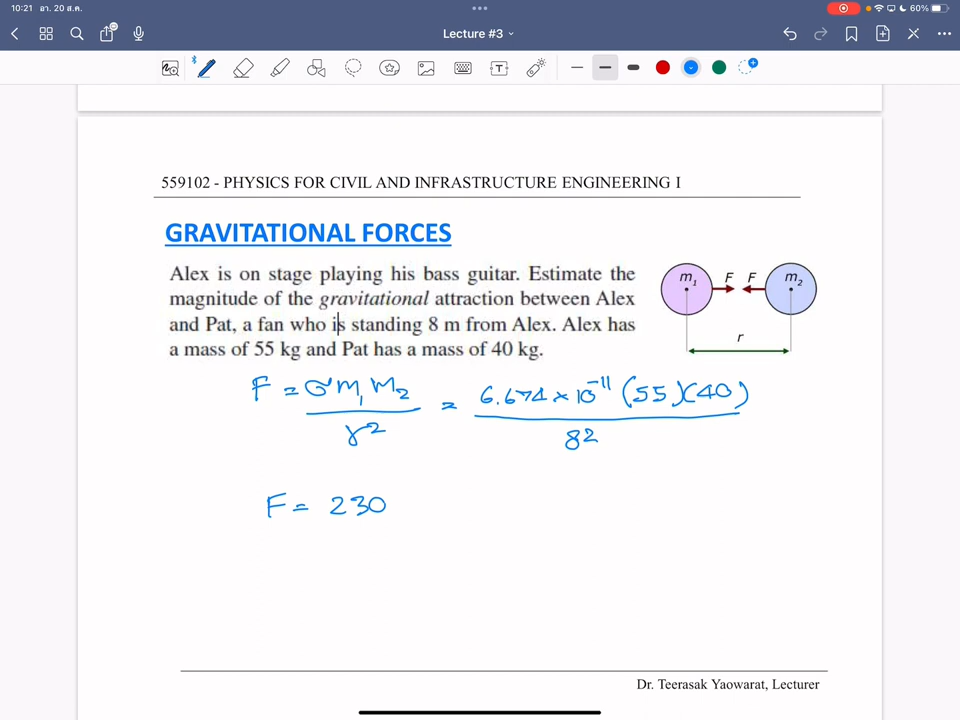 10:21 อา. 20 ส.ค.
60%
Lecture #3
559102 - PHYSICS FOR CIVIL AND INFRASTRUCTURE ENGINEERING I
GRAVITATIONAL FORCES
Alex is on stage playing his bass guitar. Estimate the
magnitude of the gravitational attraction between Alex
and Pat, a fan who is standing 8 m from Alex. Alex has
a mass of 55 kg and Pat has a mass of 40 kg.
m₁ F F m₂
r
F = G m₁ m₂ / r² = 6.674 × 10⁻¹¹ (55)(40) / 8²
F = 230
Dr. Teerasak Yaowarat, Lecturer